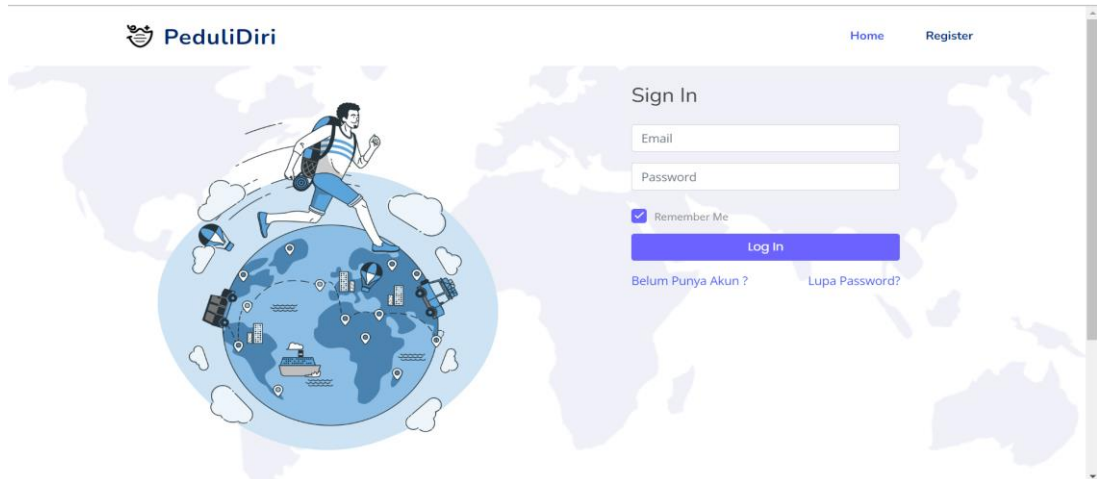 PeduliDiri
Home Register
Sign In
Email
Password
Remember Me
Log In
Belum Punya Akun ? Lupa Password?